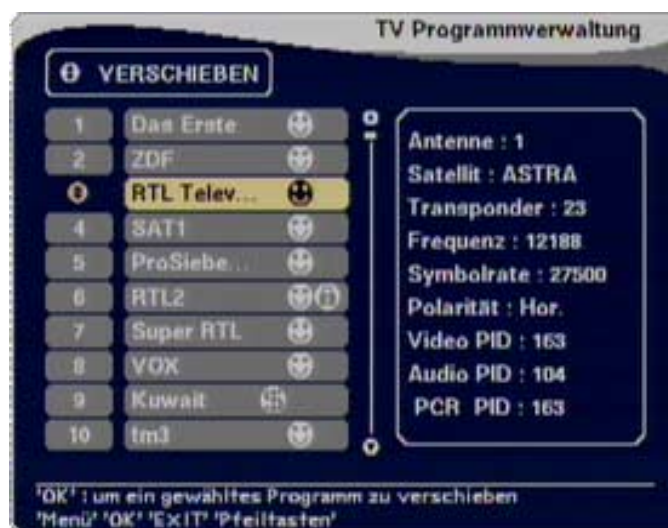 TV Programmverwaltung
VERSCHIEBEN
1 Das Erste
2 ZDF
RTL Telev...
4 SAT1
5 ProSiebe...
6 RTL2
7 Super RTL
8 VOX
9 Kuwait
10 tm3
Antenne : 1
Satellit : ASTRA
Transponder : 23
Frequenz : 12188
Symbolrate : 27500
Polarität : Hor.
Video PID : 163
Audio PID : 104
PCR PID : 163
'OK' : um ein gewähltes Programm zu verschieben
'Menü' 'OK' 'EXIT' 'Pfeiltasten'